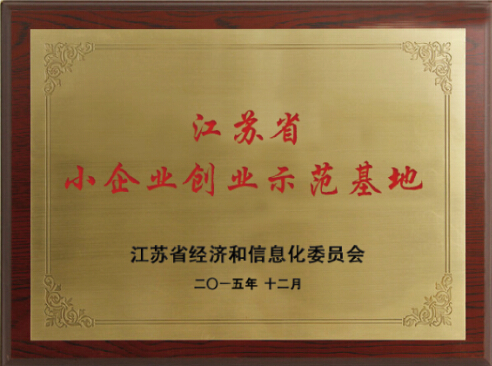 江苏省
小企业创业示范基地
江苏省经济和信息化委员会
二〇一五年 十二月